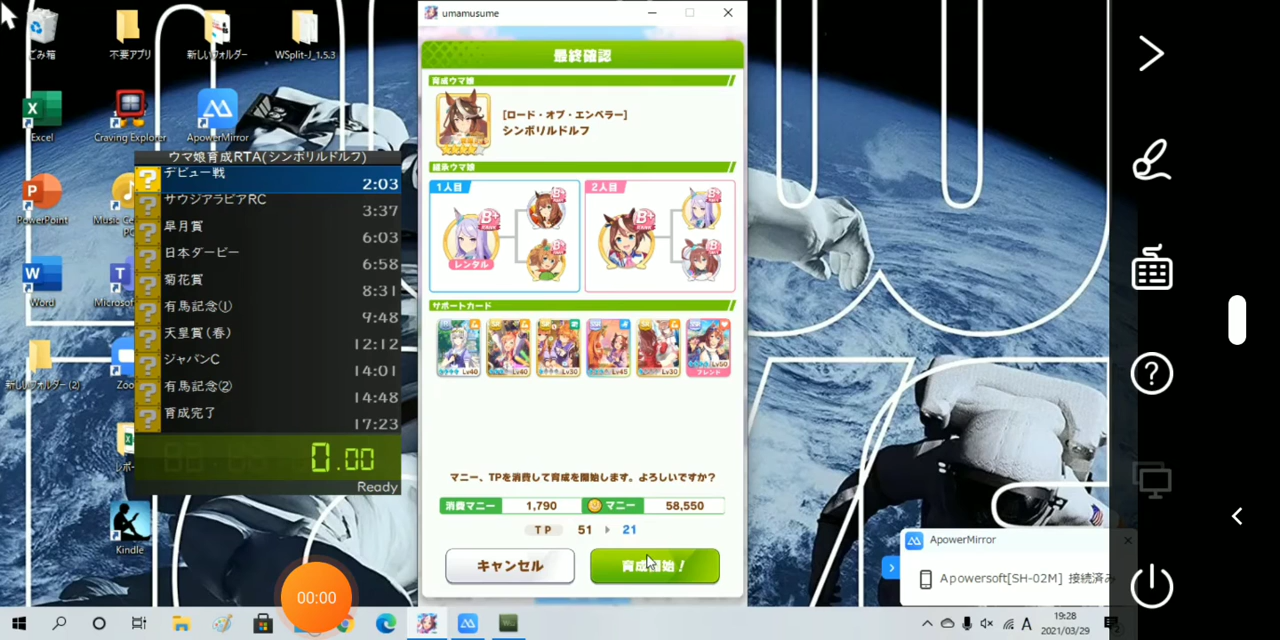 umamusume
ごみ箱
不要アプリ
新しいフォルダー
WSplit-J_1.5.3
Excel
Craving Explorer
ApowerMirror
PowerPoint
Word
新しいフォルダー (2)
Kindle
ウマ娘育成RTA(シンボリルドルフ)
デビュー戦
2:03
サウジアラビアRC
3:37
皐月賞
6:03
日本ダービー
6:58
菊花賞
8:31
有馬記念①
9:48
天皇賞(春)
12:12
ジャパンC
14:01
有馬記念②
14:48
育成完了
17:23
0.00
Ready
00:00
最終確認
育成ウマ娘
[ロード・オブ・エンペラー]
シンボリルドルフ
継承ウマ娘
1人目
B+
B+
B+
レンタル
2人目
B+
B+
B+
サポートカード
Lv40
Lv40
Lv30
Lv45
Lv30
Lv50
フレンド
マニー、TPを消費して育成を開始します。よろしいですか?
消費マニー 1,790 マニー 58,550
TP 51 21
キャンセル
育成開始!
ApowerMirror
Apowersoft[SH-02M] 接続済み
A
19:28
2021/03/29